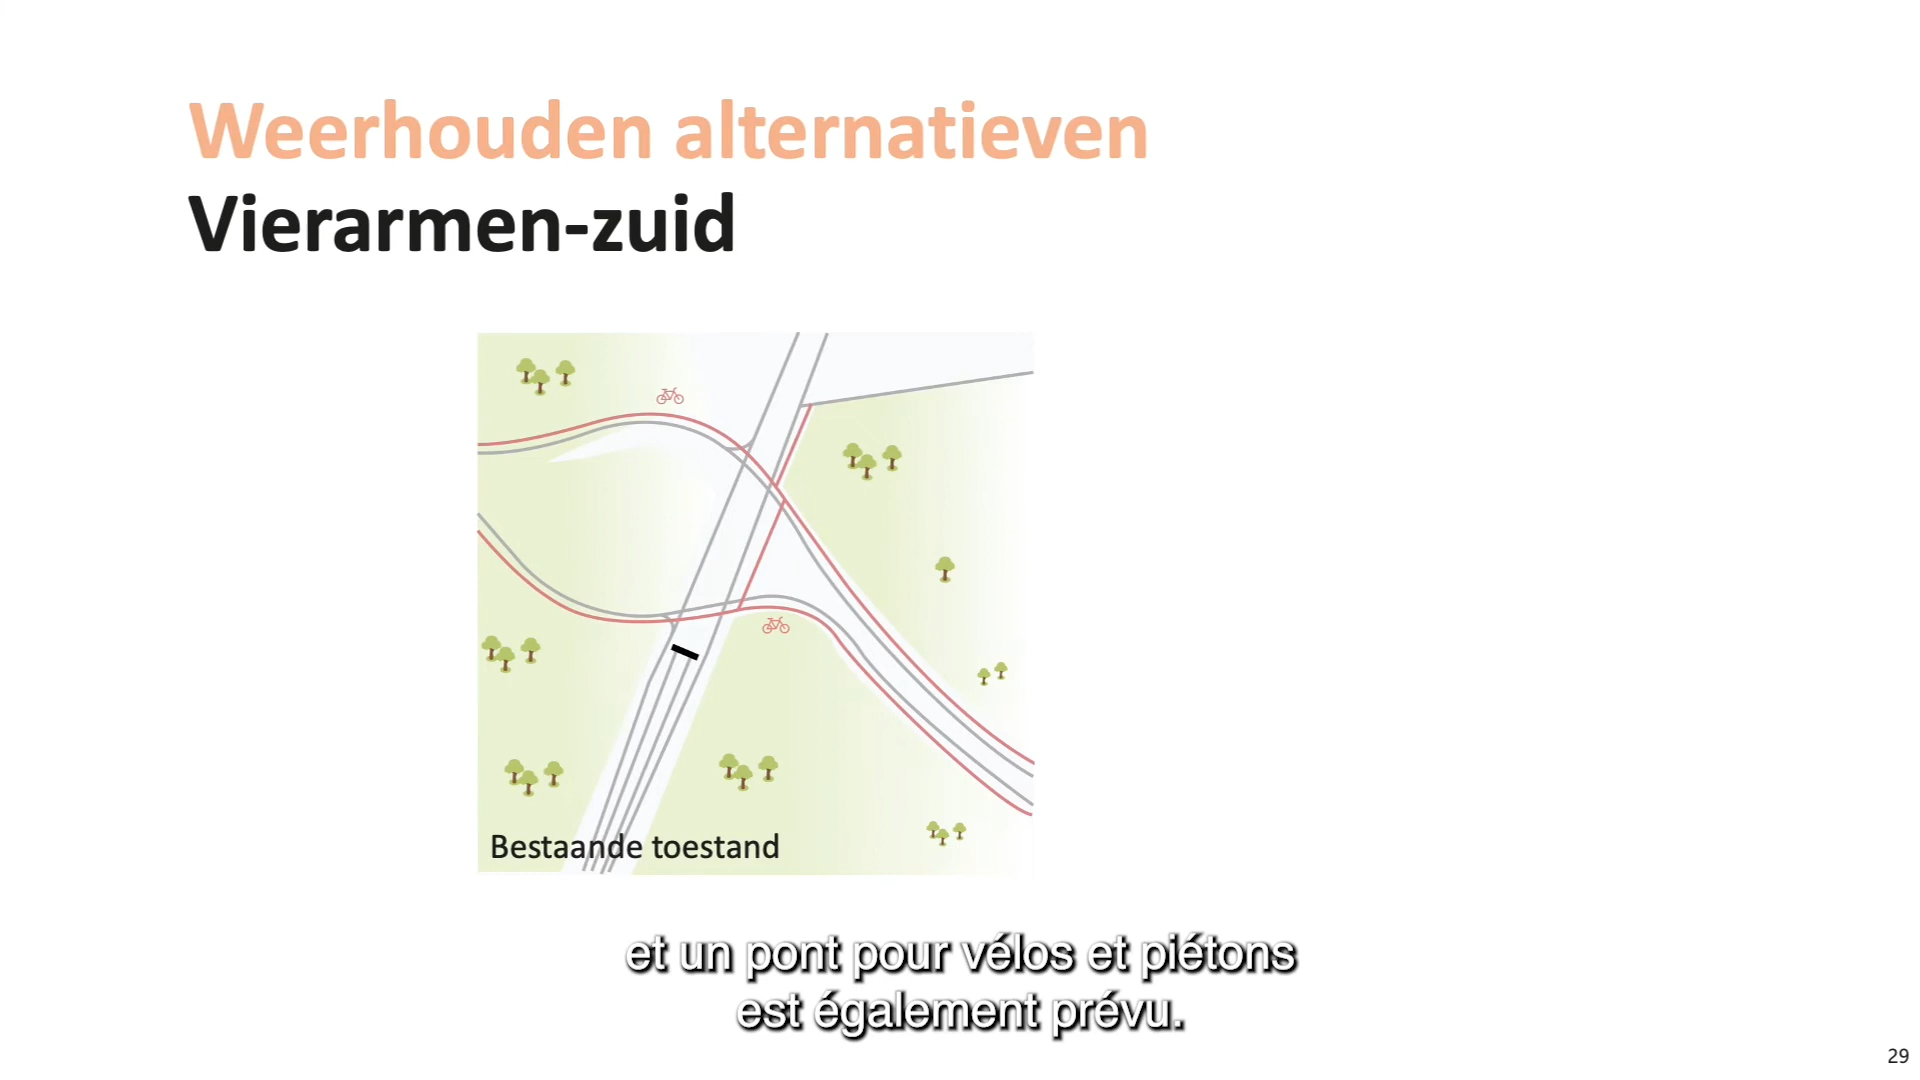 Weerhouden alternatieven
Vierarmen-zuid
Bestaande toestand
et un pont pour vélos et piétons
est également prévu.
29